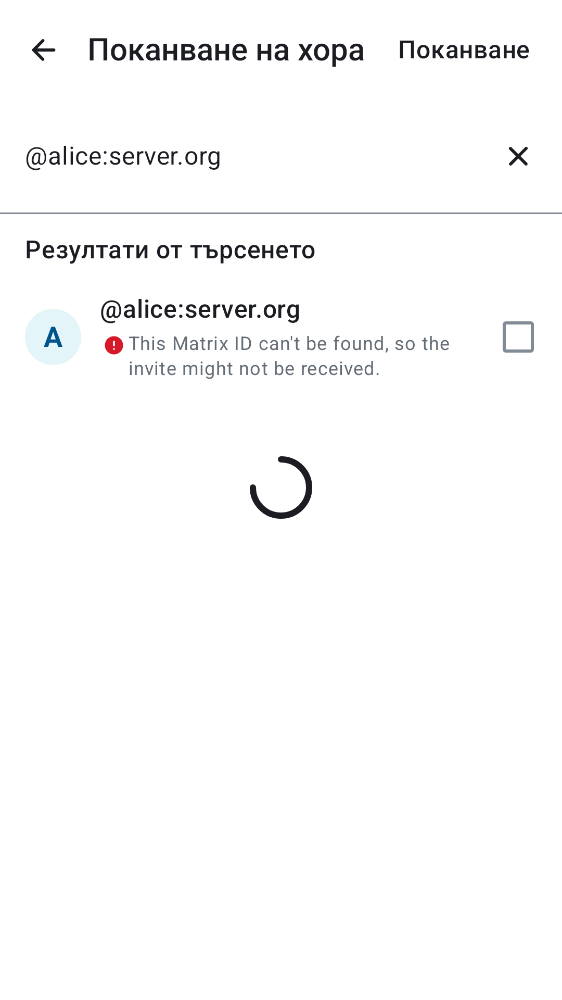 Поканване на хора
Поканване
@alice:server.org
Резултати от търсенето
A
@alice:server.org
This Matrix ID can't be found, so the
invite might not be received.